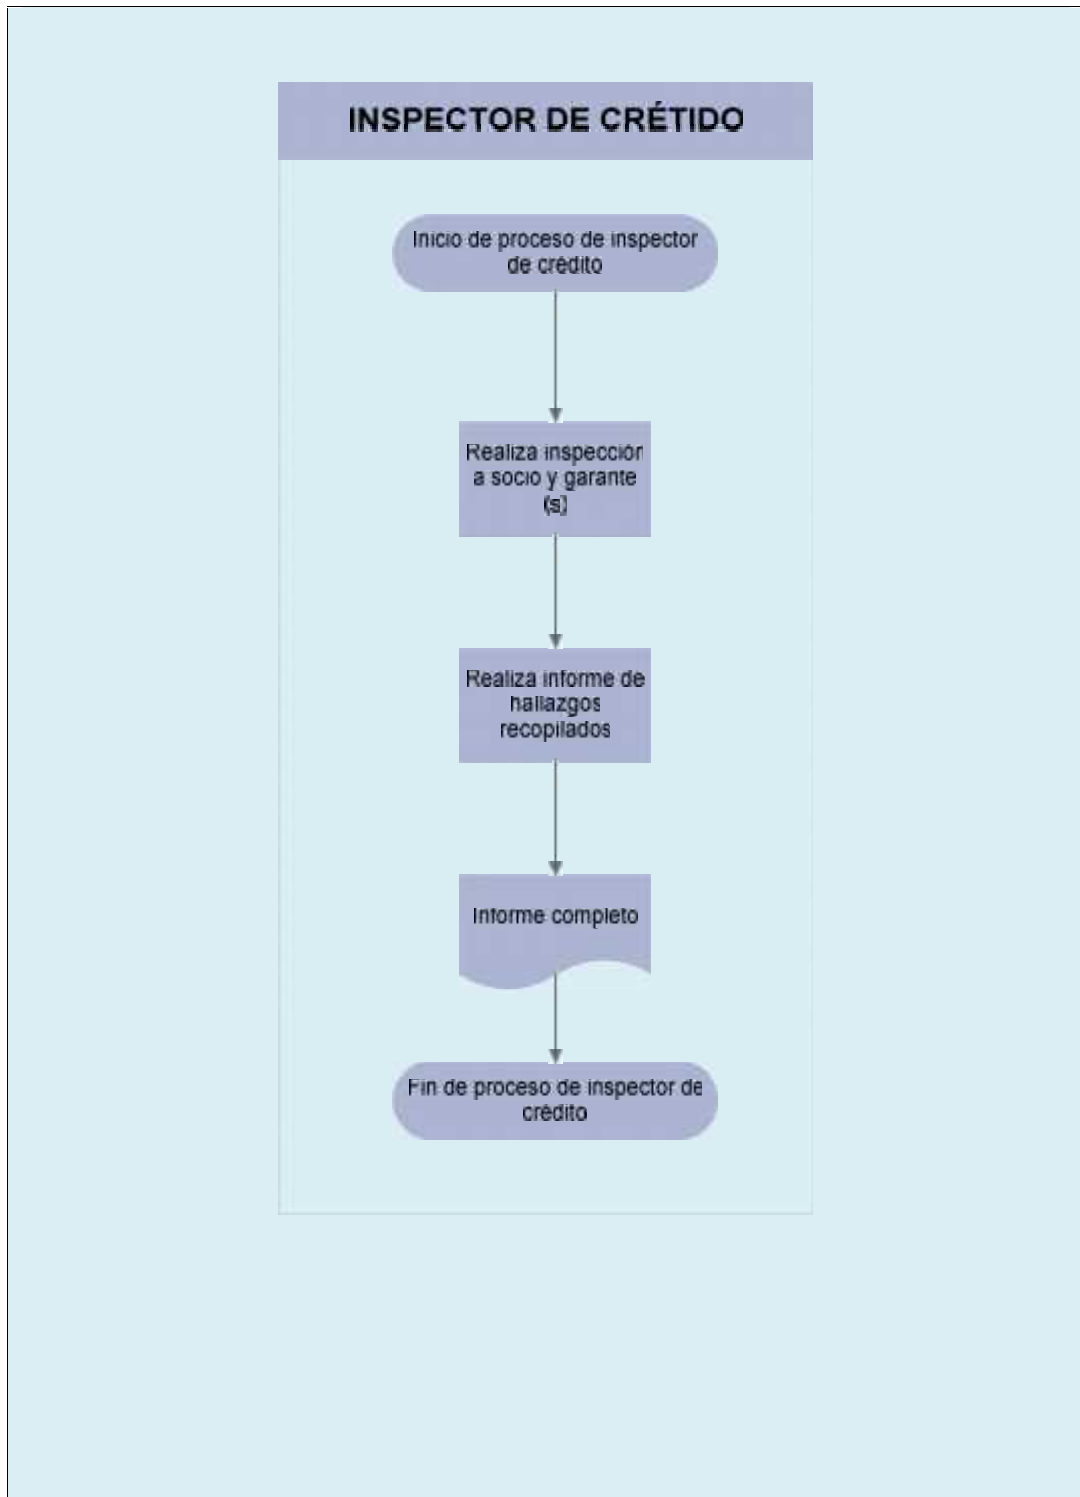 INSPECTOR DE CRÉTIDO
Inicio de proceso de inspector
de crédito
Realiza inspección
a socio y garante
(s)
Realiza informe de
hallazgos
recopilados
Informe completo
Fin de proceso de inspector de
crédito